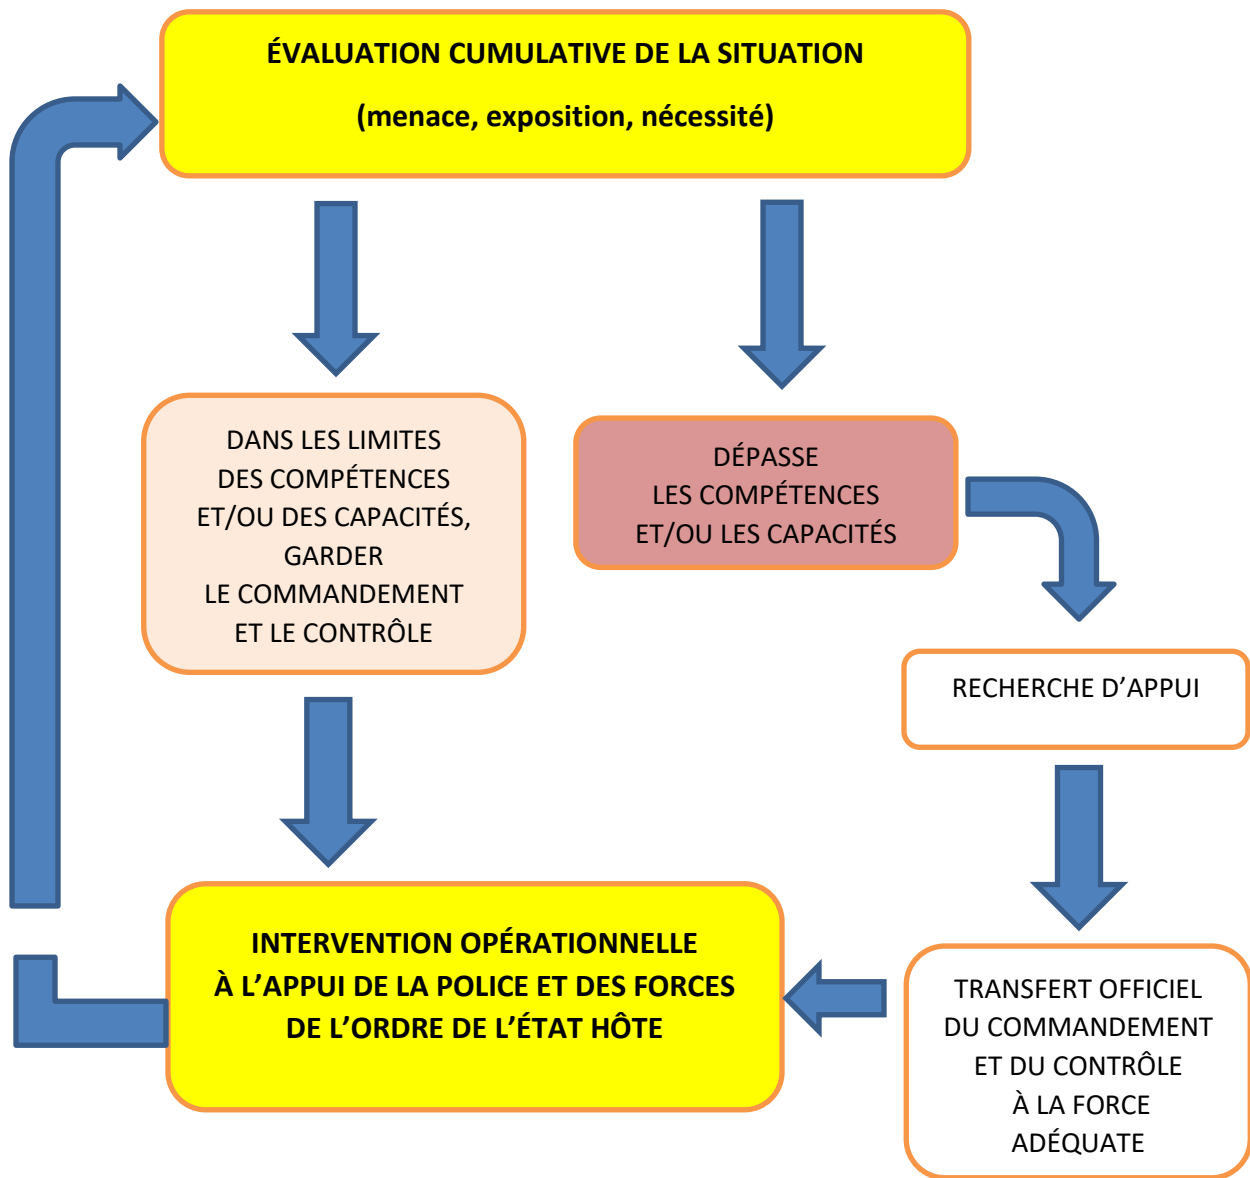 ÉVALUATION CUMULATIVE DE LA SITUATION
(menace, exposition, nécessité)
DANS LES LIMITES
DES COMPÉTENCES
ET/OU DES CAPACITÉS,
GARDER
LE COMMANDEMENT
ET LE CONTRÔLE
DÉPASSE
LES COMPÉTENCES
ET/OU LES CAPACITÉS
RECHERCHE D’APPUI
INTERVENTION OPÉRATIONNELLE
À L’APPUI DE LA POLICE ET DES FORCES
DE L’ORDRE DE L’ÉTAT HÔTE
TRANSFERT OFFICIEL
DU COMMANDEMENT
ET DU CONTRÔLE
À LA FORCE
ADÉQUATE